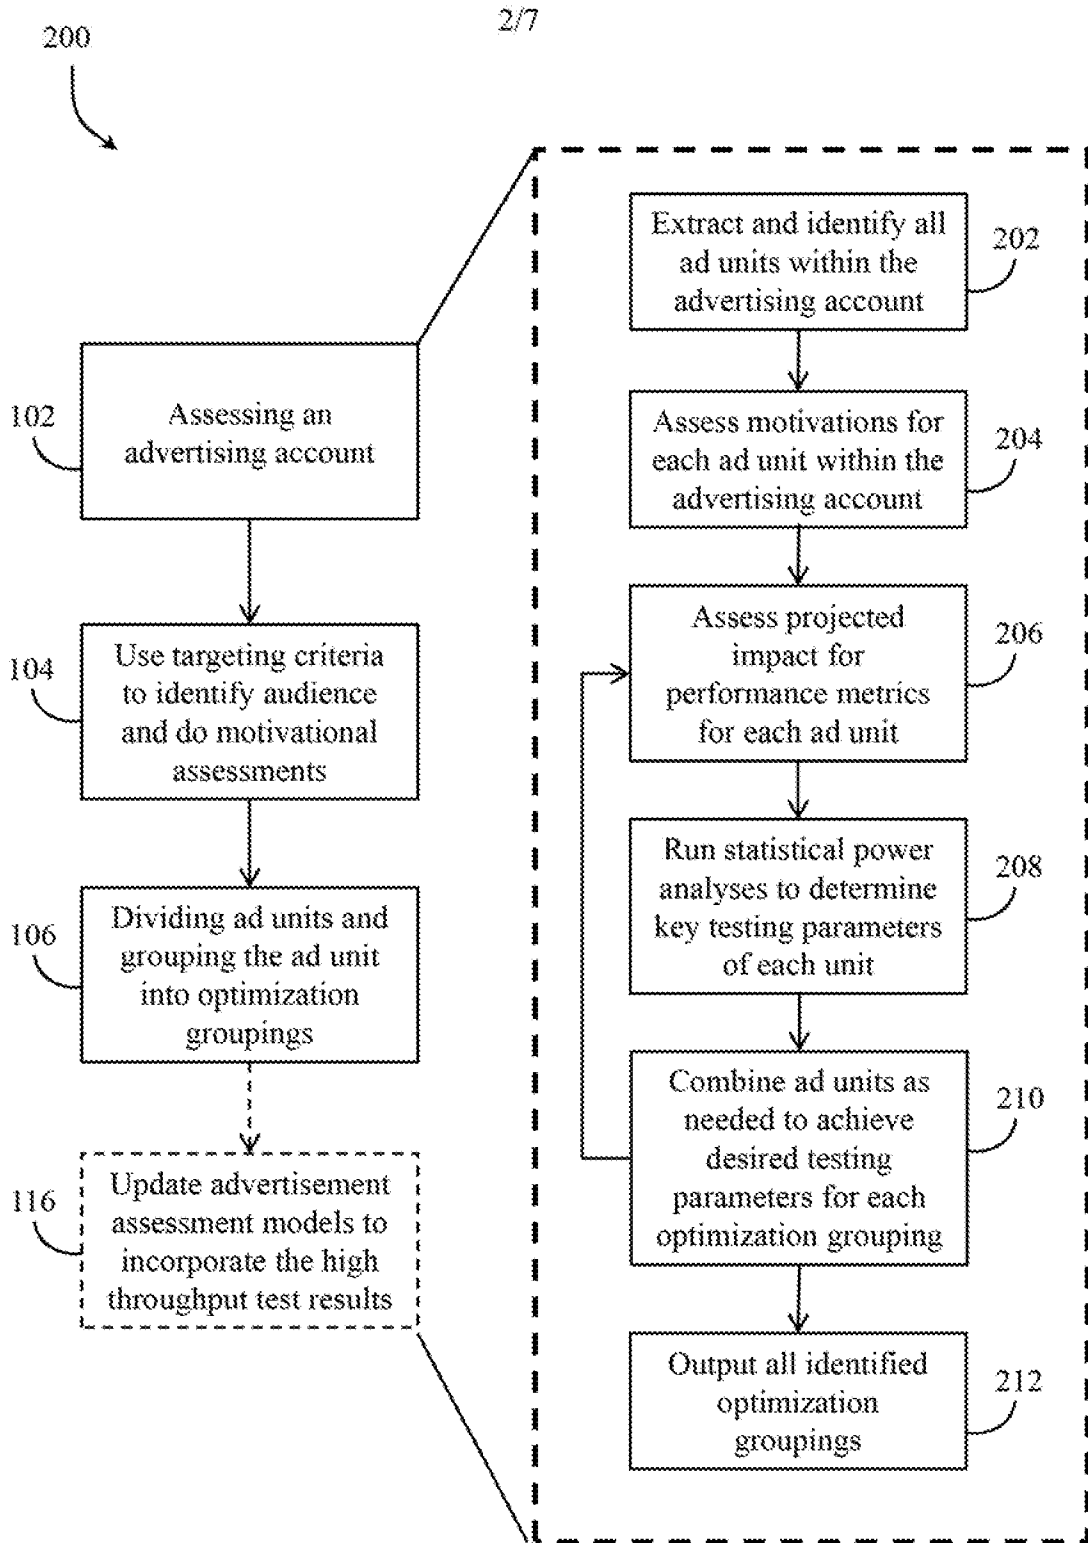 2/7
200
102
Assessing an
advertising account
104
Use targeting criteria
to identify audience
and do motivational
assessments
106
Dividing ad units and
grouping the ad unit
into optimization
groupings
116
Update advertisement
assessment models to
incorporate the high
throughput test results
Extract and identify all
ad units within the
advertising account
202
Assess motivations for
each ad unit within the
advertising account
204
Assess projected
impact for
performance metrics
for each ad unit
206
Run statistical power
analyses to determine
key testing parameters
of each unit
208
Combine ad units as
needed to achieve
desired testing
parameters for each
optimization grouping
210
Output all identified
optimization
groupings
212